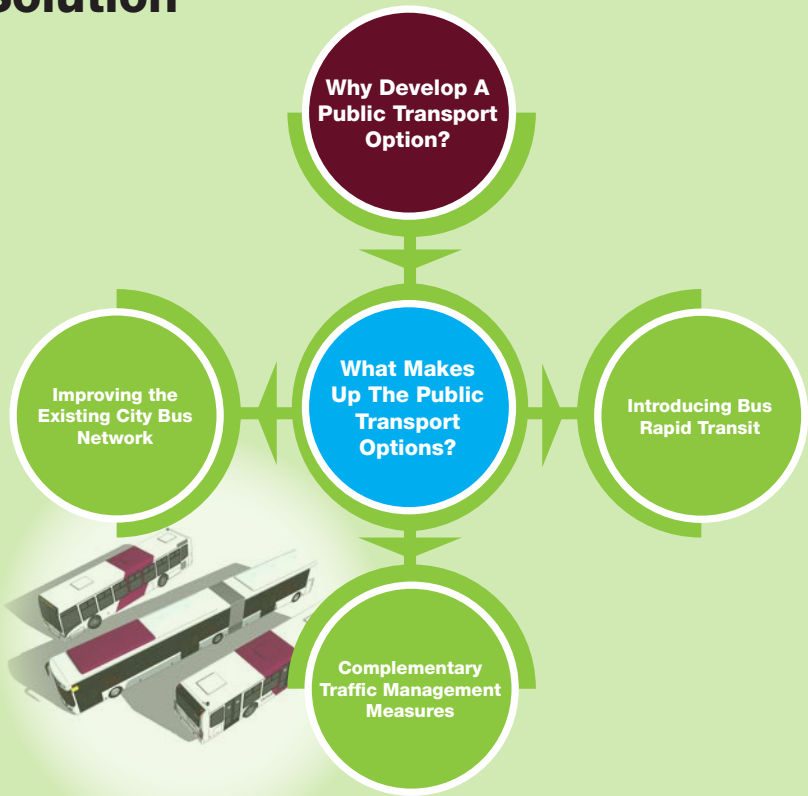 Solution
Why Develop A
Public Transport
Option?
What Makes
Up The Public
Transport
Options?
Improving the
Existing City Bus
Network
Introducing Bus
Rapid Transit
Complementary
Traffic Management
Measures